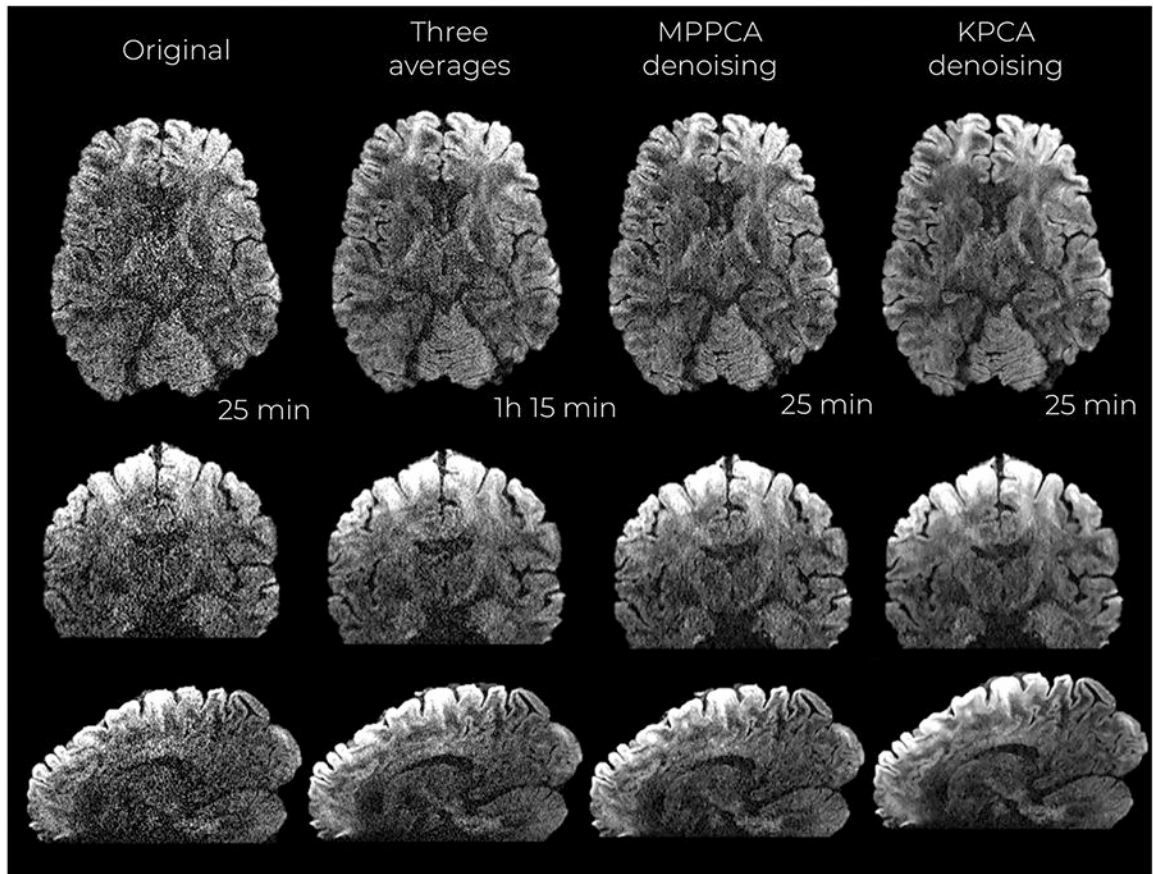 Original
Three
averages
MPPCA
denoising
KPCA
denoising
25 min
1h 15 min
25 min
25 min